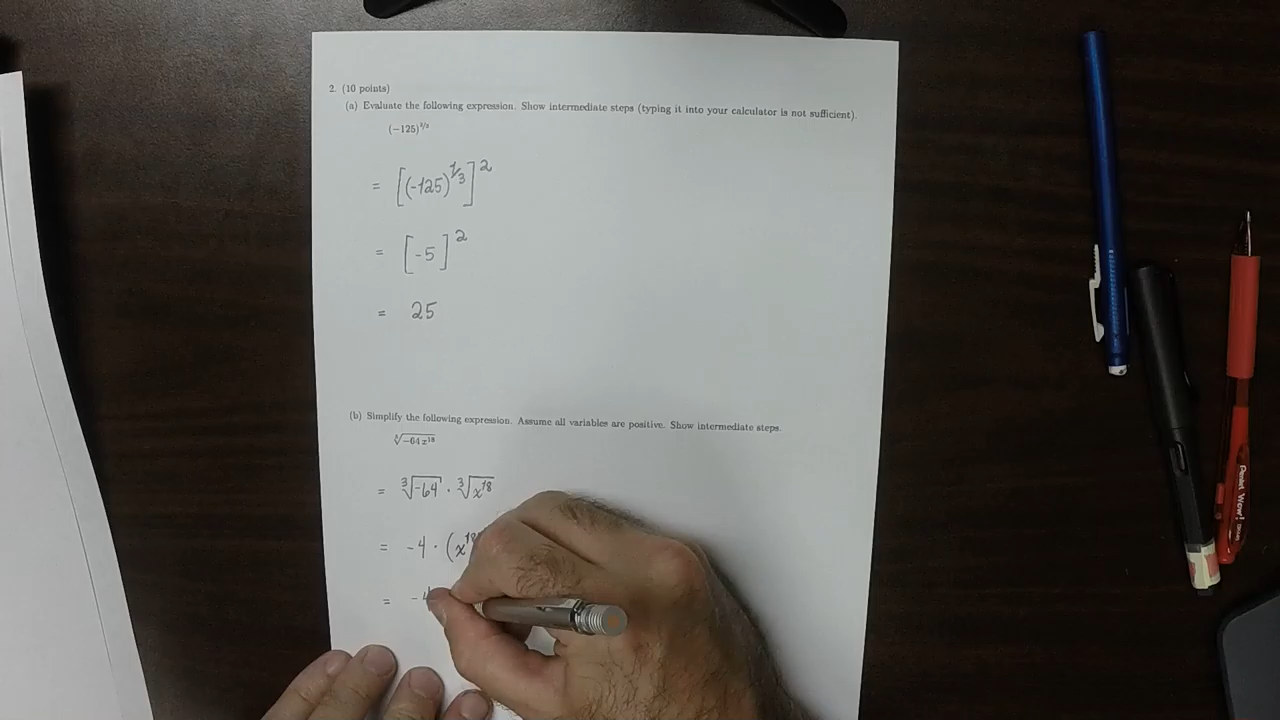 2. (10 points)
(a) Evaluate the following expression. Show intermediate steps (typing it into your calculator is not sufficient).
(−125)^{2/3}
= [(-125)^{1/3}]^2
= [-5]^2
= 25
(b) Simplify the following expression. Assume all variables are positive. Show intermediate steps.
∛−64x^{18}
= ∛-64 · ∛x^{18}
= -4 · (x^{18}
= -4
Pentel Wow!